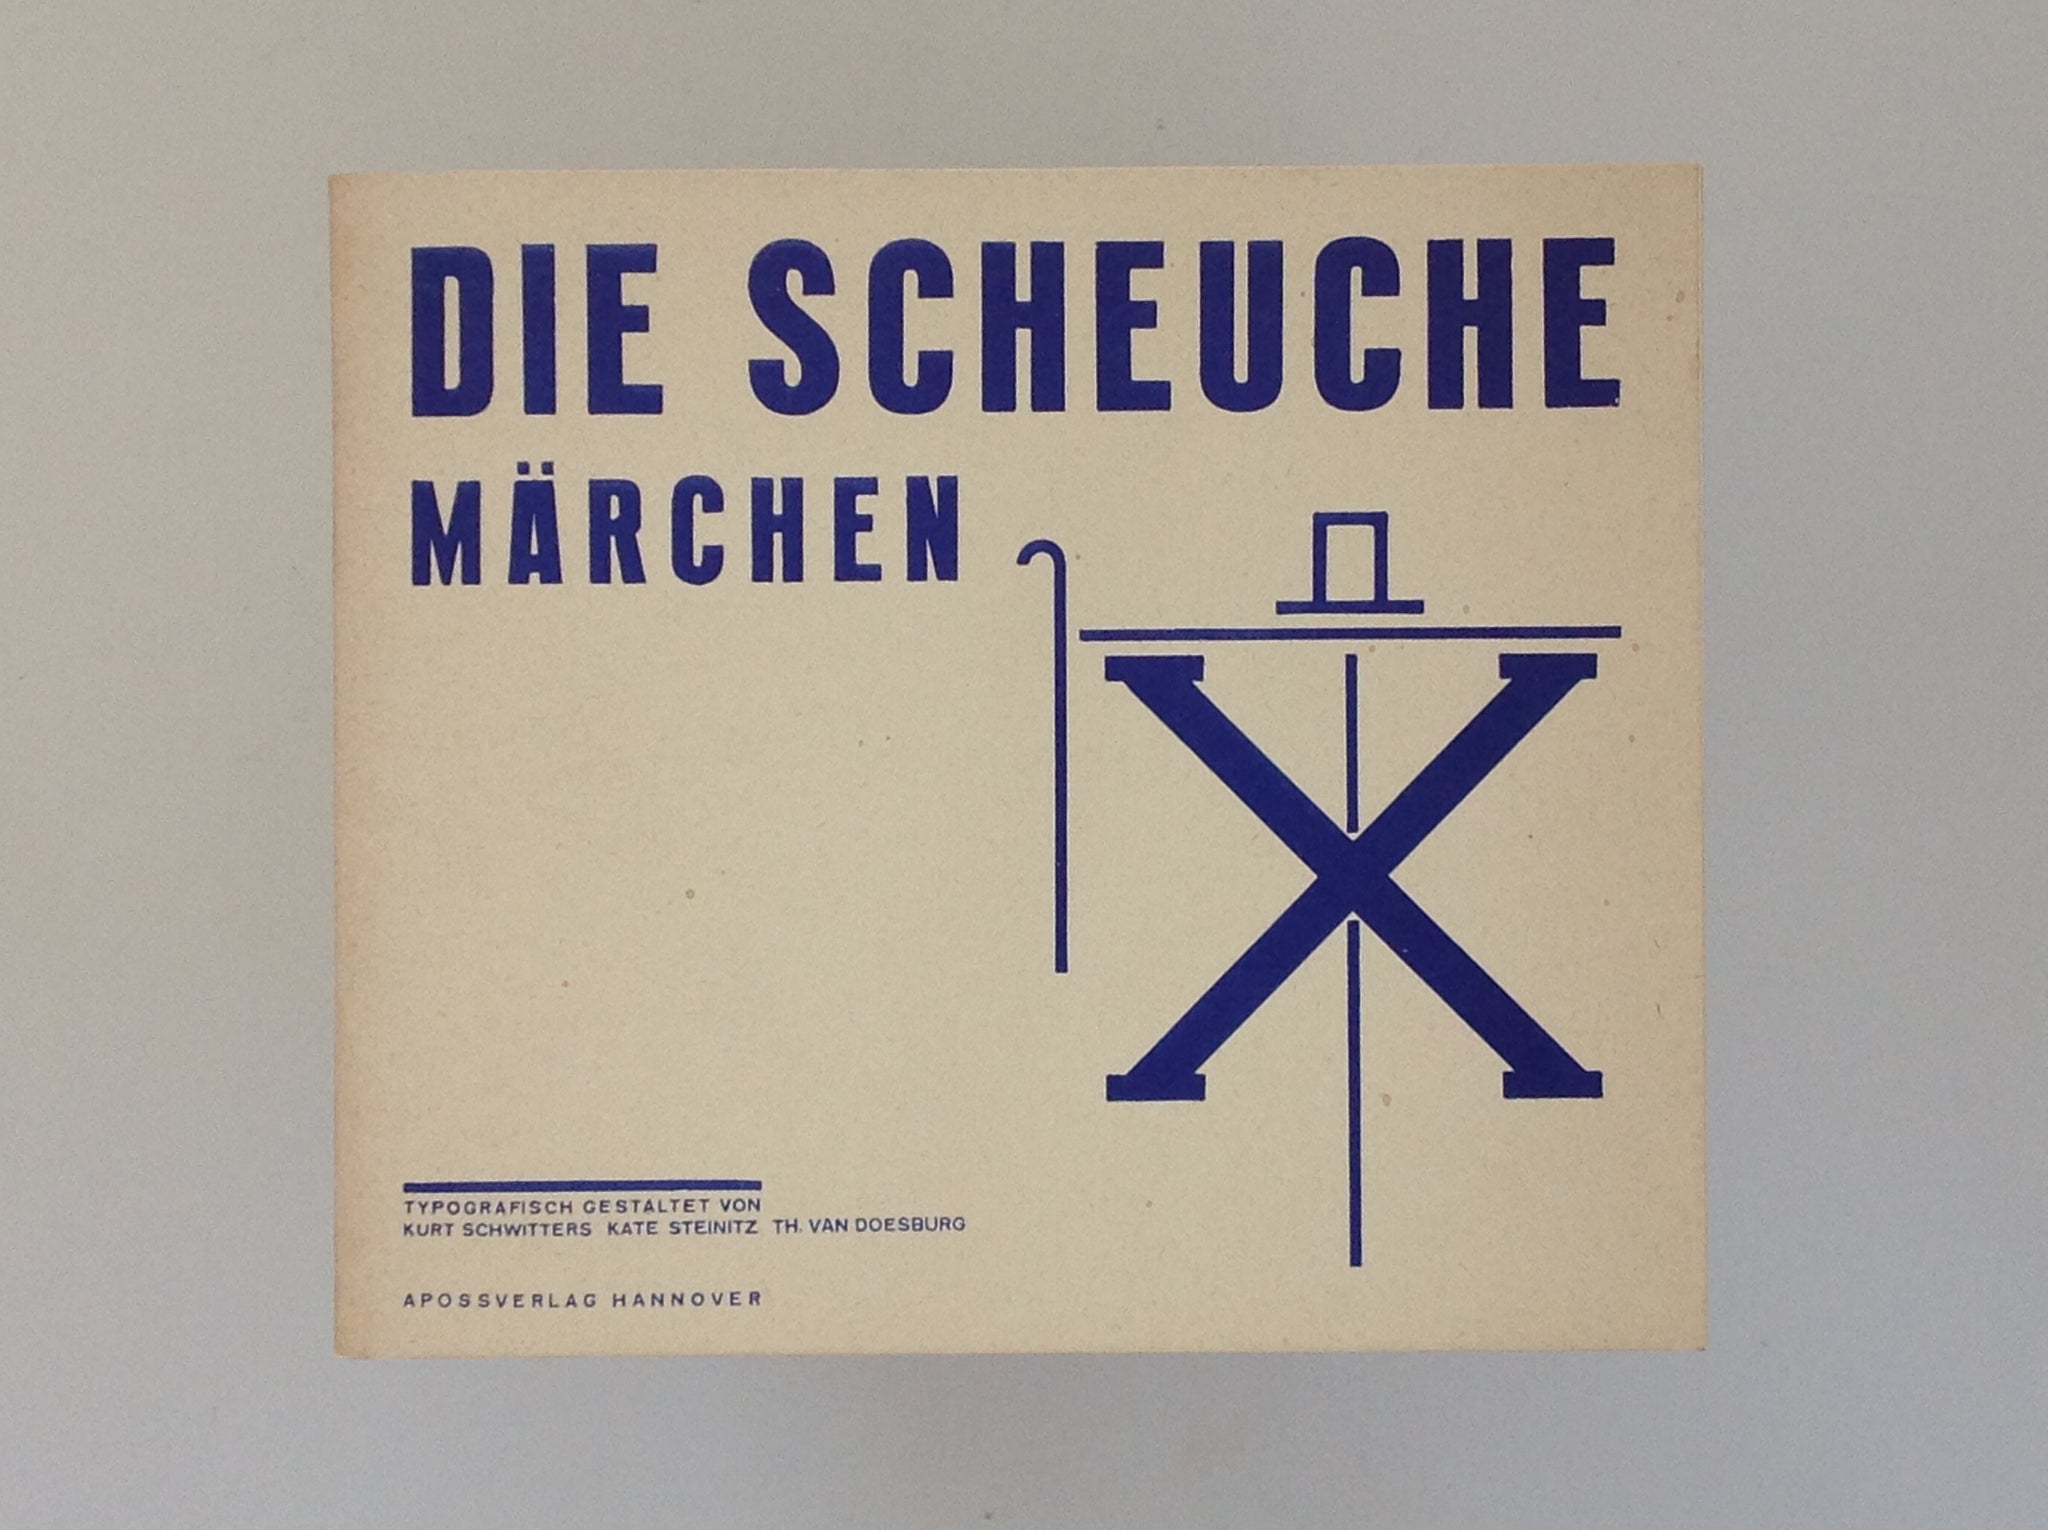 DIE SCHEUCHE
MÄRCHEN
X
TYPOGRAFISCH GESTALTET VON
KURT SCHWITTERS KATE STEINITZ TH. VAN DOESBURG
APOSSVERLAG HANNOVER